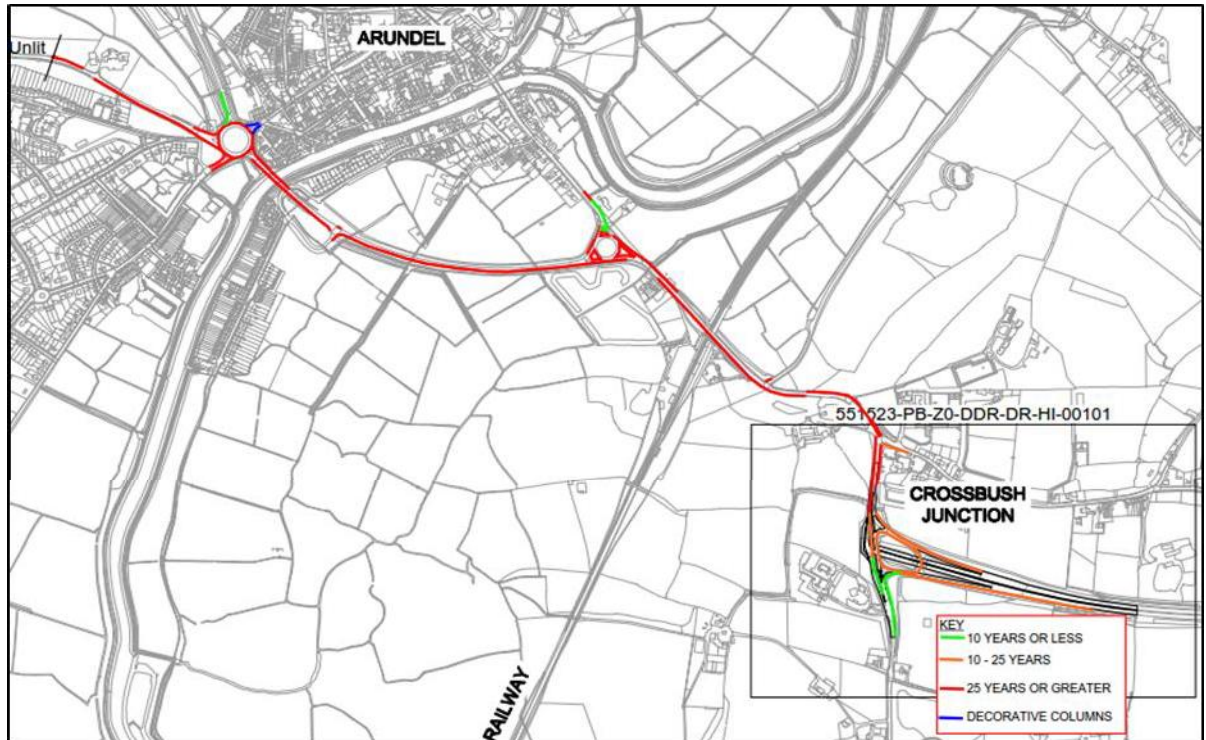 Unlit
ARUNDEL
551523-PB-Z0-DDR-DR-HI-00101
CROSSBUSH
JUNCTION
RAILWAY
KEY
10 YEARS OR LESS
10 - 25 YEARS
25 YEARS OR GREATER
DECORATIVE COLUMNS